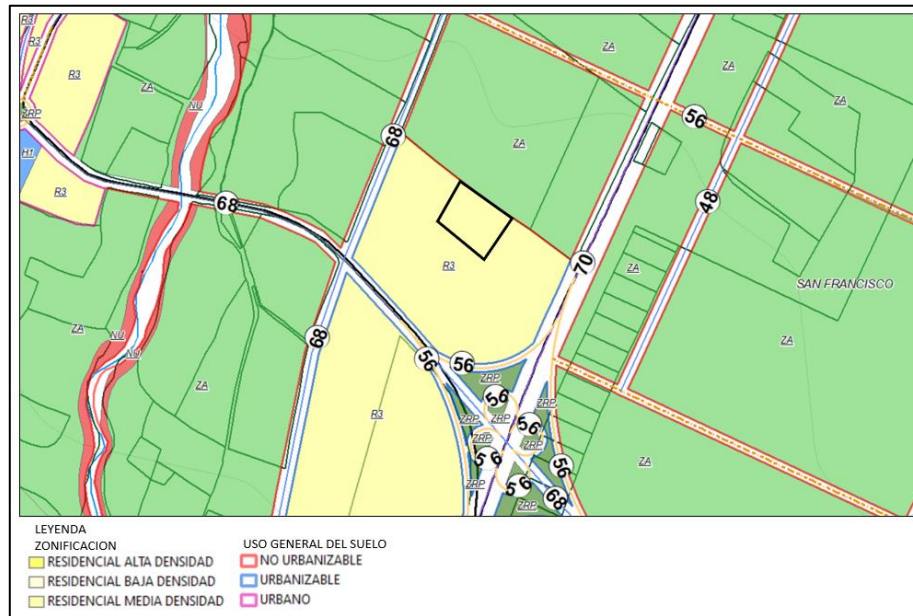 R3
R3
ZA
NU
ZRP
H1
R3
68
68
ZA
ZA
56
ZA
48
R3
70
ZA
SAN FRANCISCO
ZA
NU
NU
ZA
68
56
56
ZRP
R3
56
ZRP
ZRP
ZRP
ZRP
56
ZRP
56
56
ZRP
56
68
ZRP
ZA
ZA
LEYENDA
ZONIFICACION
RESIDENCIAL ALTA DENSIDAD
RESIDENCIAL BAJA DENSIDAD
RESIDENCIAL MEDIA DENSIDAD
USO GENERAL DEL SUELO
NO URBANIZABLE
URBANIZABLE
URBANO